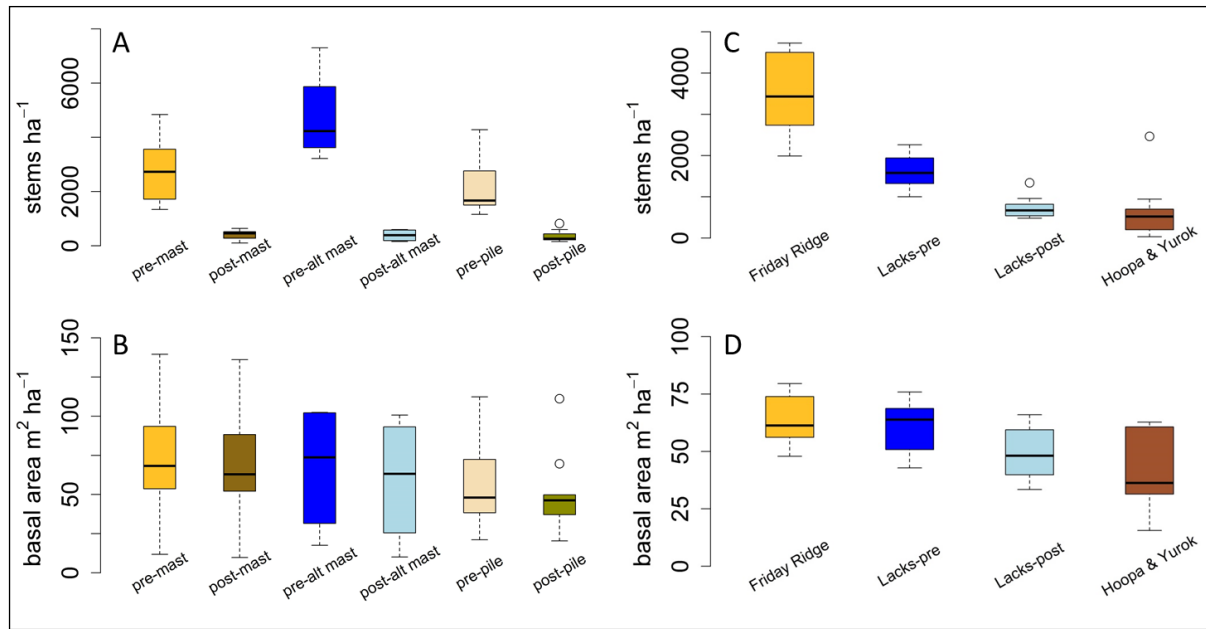 A
stems ha⁻¹
0
2000
6000
pre-mast
post-mast
pre-alt mast
post-alt mast
pre-pile
post-pile
C
stems ha⁻¹
0
2000
4000
Friday Ridge
Lacks-pre
Lacks-post
Hoopa & Yurok
B
basal area m² ha⁻¹
0
50
100
150
pre-mast
post-mast
pre-alt mast
post-alt mast
pre-pile
post-pile
D
basal area m² ha⁻¹
0
25
50
75
100
Friday Ridge
Lacks-pre
Lacks-post
Hoopa & Yurok